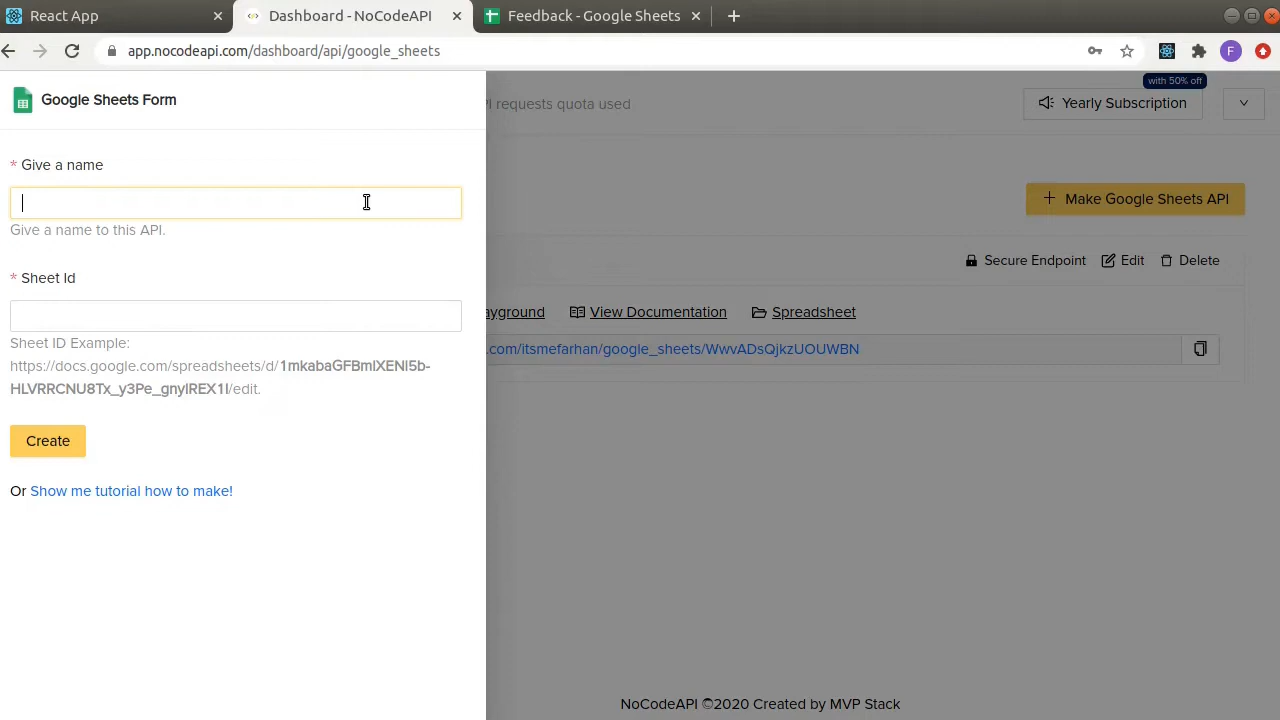 React App
Dashboard - NoCodeAPI
Feedback - Google Sheets
app.nocodeapi.com/dashboard/api/google_sheets
F
Google Sheets Form
* Give a name
Give a name to this API.
* Sheet Id
Sheet ID Example:
https://docs.google.com/spreadsheets/d/1mkabaGFBmlXENl5b-
HLVRRCNU8Tx_y3Pe_gnylREX1I/edit.
Create
Or Show me tutorial how to make!
requests quota used
with 50% off
Yearly Subscription
+ Make Google Sheets API
Secure Endpoint
Edit
Delete
ayground
View Documentation
Spreadsheet
.com/itsmefarhan/google_sheets/WwvADsQjkzUOUWBN
NoCodeAPI ©2020 Created by MVP Stack